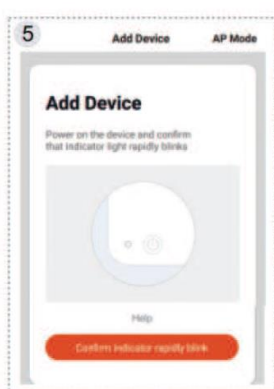 5
Add Device AP Mode
Add Device
Power on the device and confirm
that indicator light rapidly blinks
Help
Confirm indicator rapidly blink